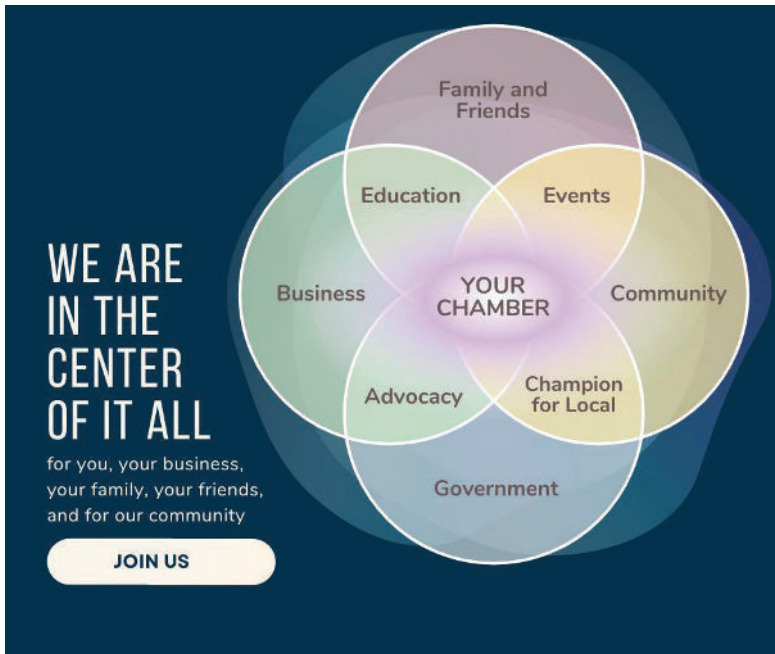 WE ARE
IN THE
CENTER
OF IT ALL
for you, your business,
your family, your friends,
and for our community
JOIN US
Family and
Friends
Education
Events
Business
YOUR
CHAMBER
Community
Advocacy
Champion
for Local
Government